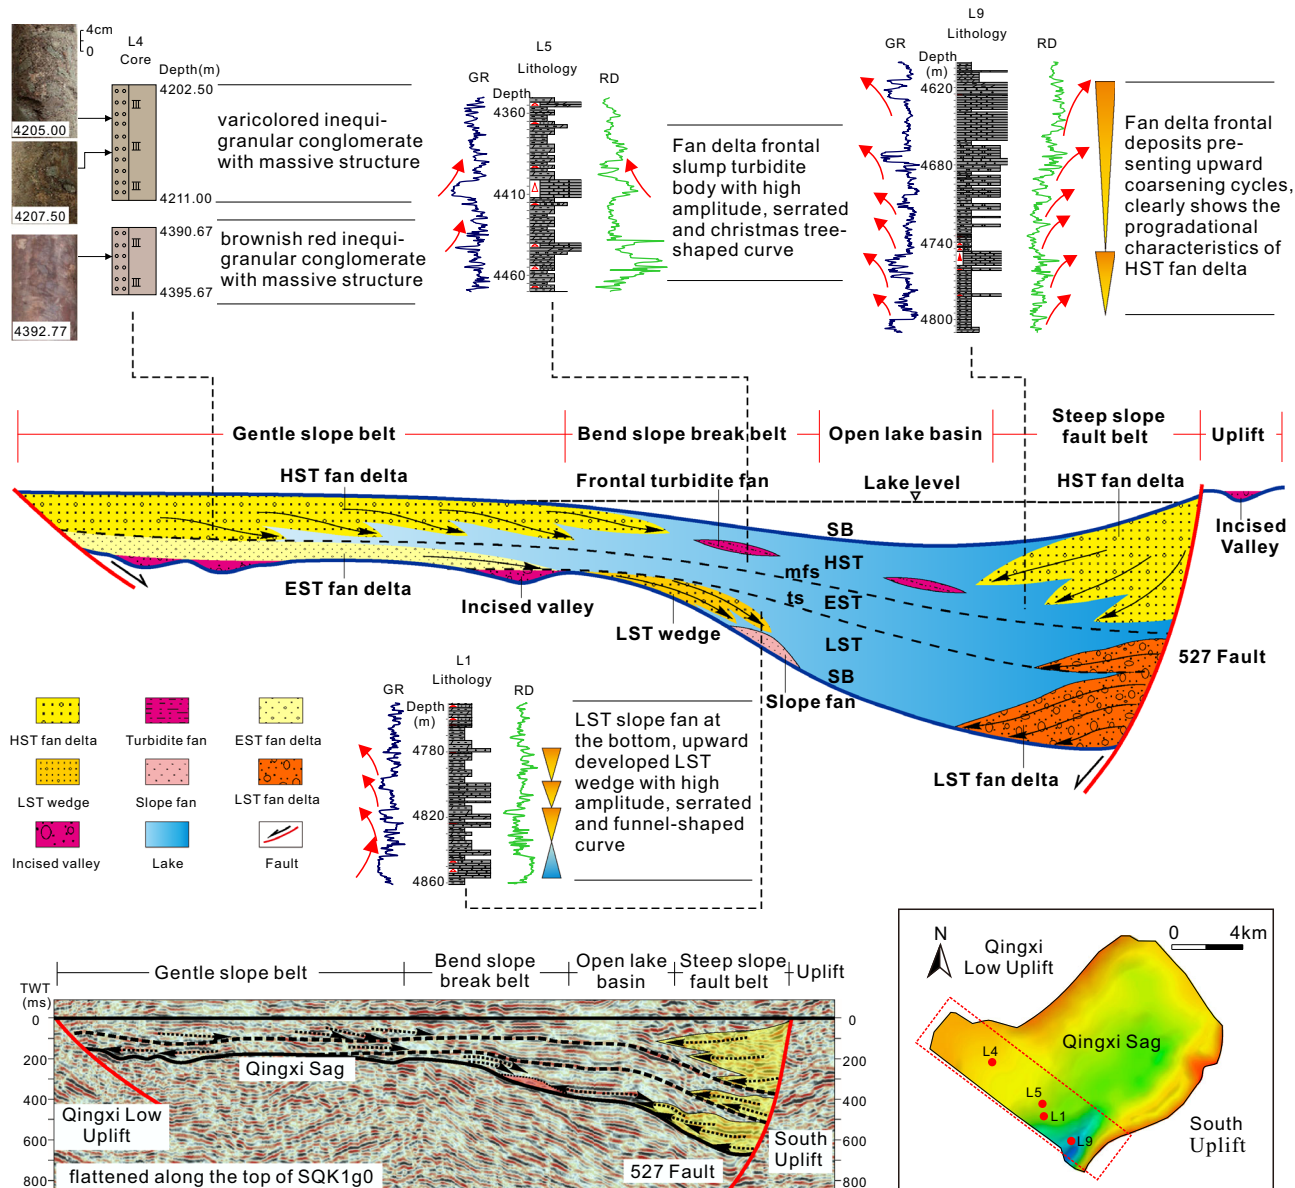 4cm
0
L4
Core
Depth(m)
4202.50
4205.00
4207.50
4211.00
4390.67
4392.77
4395.67
III
III
III
III
III
varicolored inequi-
granular conglomerate
with massive structure
brownish red inequi-
granular conglomerate
with massive structure
L5
Lithology
GR
RD
Depth
4360
4410
4460
Fan delta frontal
slump turbidite
body with high
amplitude, serrated
and christmas tree-
shaped curve
L9
Lithology
GR
Depth
(m)
RD
4620
4680
4740
4800
Fan delta frontal
deposits pre-
senting upward
coarsening cycles,
clearly shows the
progradational
characteristics of
HST fan delta
Gentle slope belt
Bend slope break belt
Open lake basin
Steep slope
fault belt
Uplift
HST fan delta
Frontal turbidite fan
Lake level
HST fan delta
SB
HST
mfs
ts
EST
LST
SB
Incised
Valley
EST fan delta
Incised valley
LST wedge
Slope fan
527 Fault
LST fan delta
HST fan delta
Turbidite fan
EST fan delta
LST wedge
Slope fan
LST fan delta
Incised valley
Lake
Fault
L1
Lithology
GR
Depth
(m)
RD
4780
4820
4860
LST slope fan at
the bottom, upward
developed LST
wedge with high
amplitude, serrated
and funnel-shaped
curve
TWT
(ms)
Gentle slope belt
Bend slope
break belt
Open lake
basin
Steep slope
fault belt
Uplift
0
200
400
600
800
0
200
400
600
800
Qingxi Sag
Qingxi Low
Uplift
South
Uplift
527 Fault
flattened along the top of SQK1g0
N
Qingxi
Low Uplift
0 4km
Qingxi Sag
L4
L5
L1
L9
South
Uplift